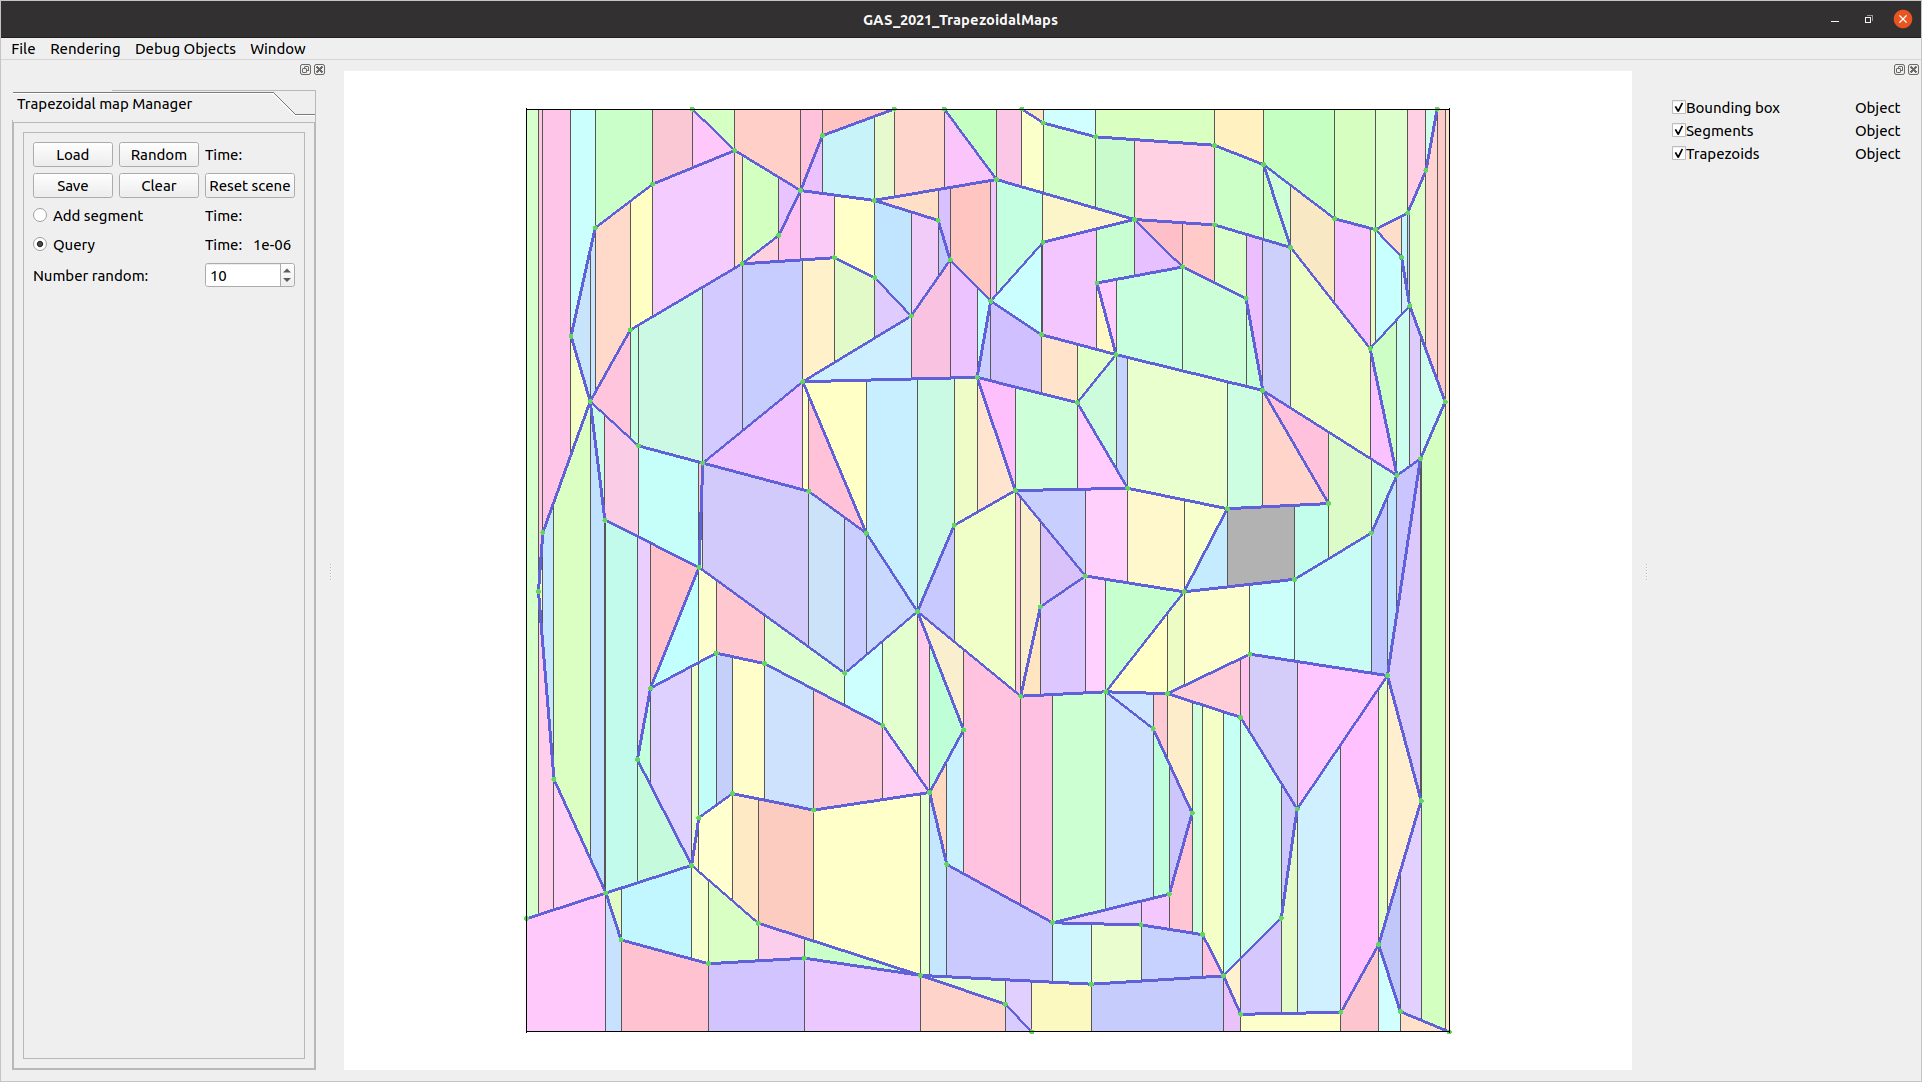 GAS_2021_TrapezoidalMaps
File Rendering Debug Objects Window
Trapezoidal map Manager
Load Random Time:
Save Clear Reset scene
Add segment Time:
Query Time: 1e-06
Number random: 10
Bounding box Object
Segments Object
Trapezoids Object